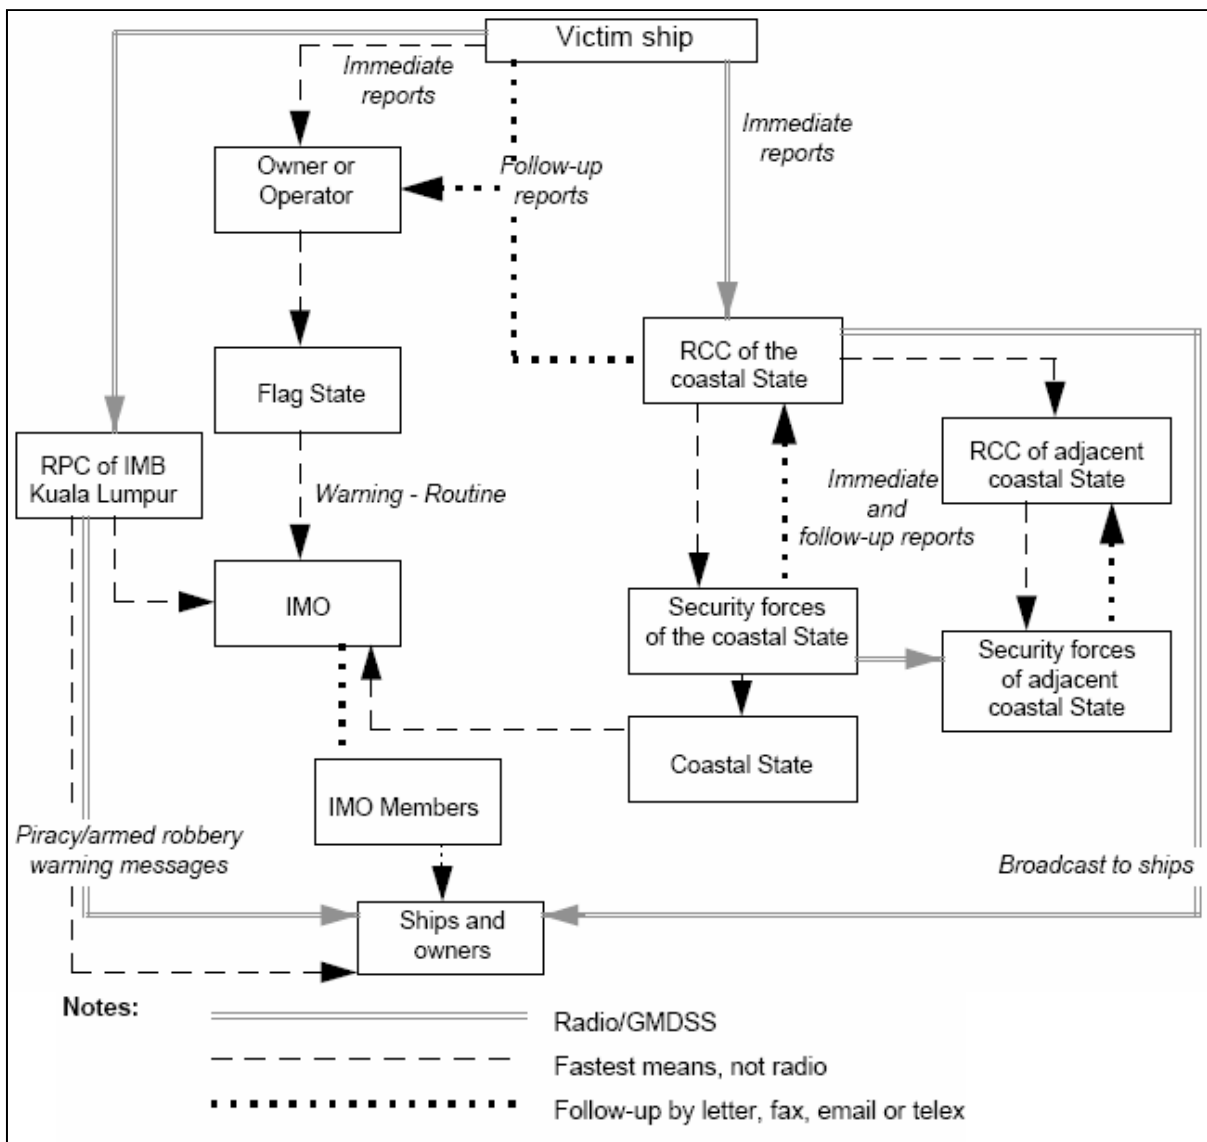 Victim ship
Immediate
reports
Immediate
reports
Owner or
Operator
Follow-up
reports
RCC of the
coastal State
Flag State
RPC of IMB
Kuala Lumpur
RCC of adjacent
coastal State
Warning - Routine
Immediate
and
follow-up reports
IMO
Security forces
of the coastal State
Security forces
of adjacent
coastal State
Coastal State
IMO Members
Piracy/armed robbery
warning messages
Broadcast to ships
Ships and
owners
Notes:
Radio/GMDSS
Fastest means, not radio
Follow-up by letter, fax, email or telex